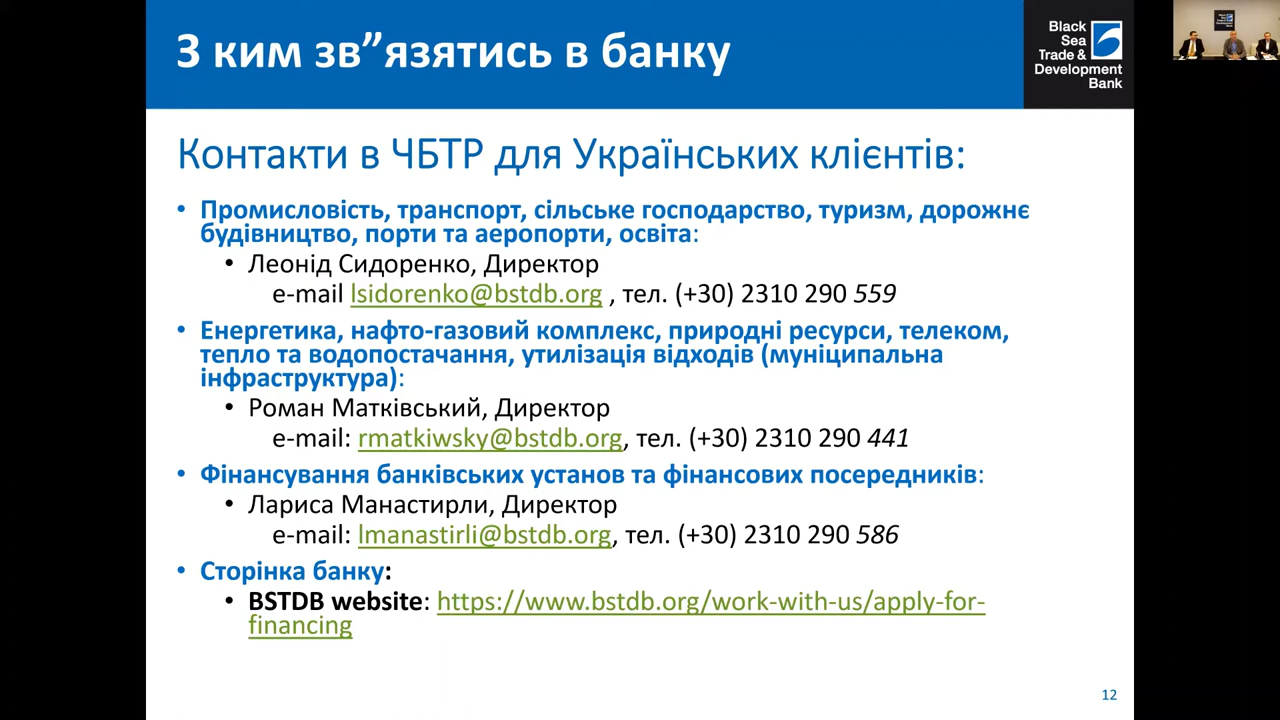 З ким зв”язятись в банку
Black
Sea
Trade &
Development
Bank
Контакти в ЧБТР для Українських клієнтів:
• Промисловість, транспорт, сільське господарство, туризм, дорожнє
будівництво, порти та аеропорти, освіта:
• Леонід Сидоренко, Директор
e-mail lsidorenko@bstdb.org , тел. (+30) 2310 290 559
• Енергетика, нафто-газовий комплекс, природні ресурси, телеком,
тепло та водопостачання, утилізація відходів (муніципальна
інфраструктура):
• Роман Матківський, Директор
e-mail: rmatkiwsky@bstdb.org, тел. (+30) 2310 290 441
• Фінансування банківських установ та фінансових посередників:
• Лариса Манастирли, Директор
e-mail: lmanastirli@bstdb.org, тел. (+30) 2310 290 586
• Сторінка банку:
• BSTDB website: https://www.bstdb.org/work-with-us/apply-for-
financing
12